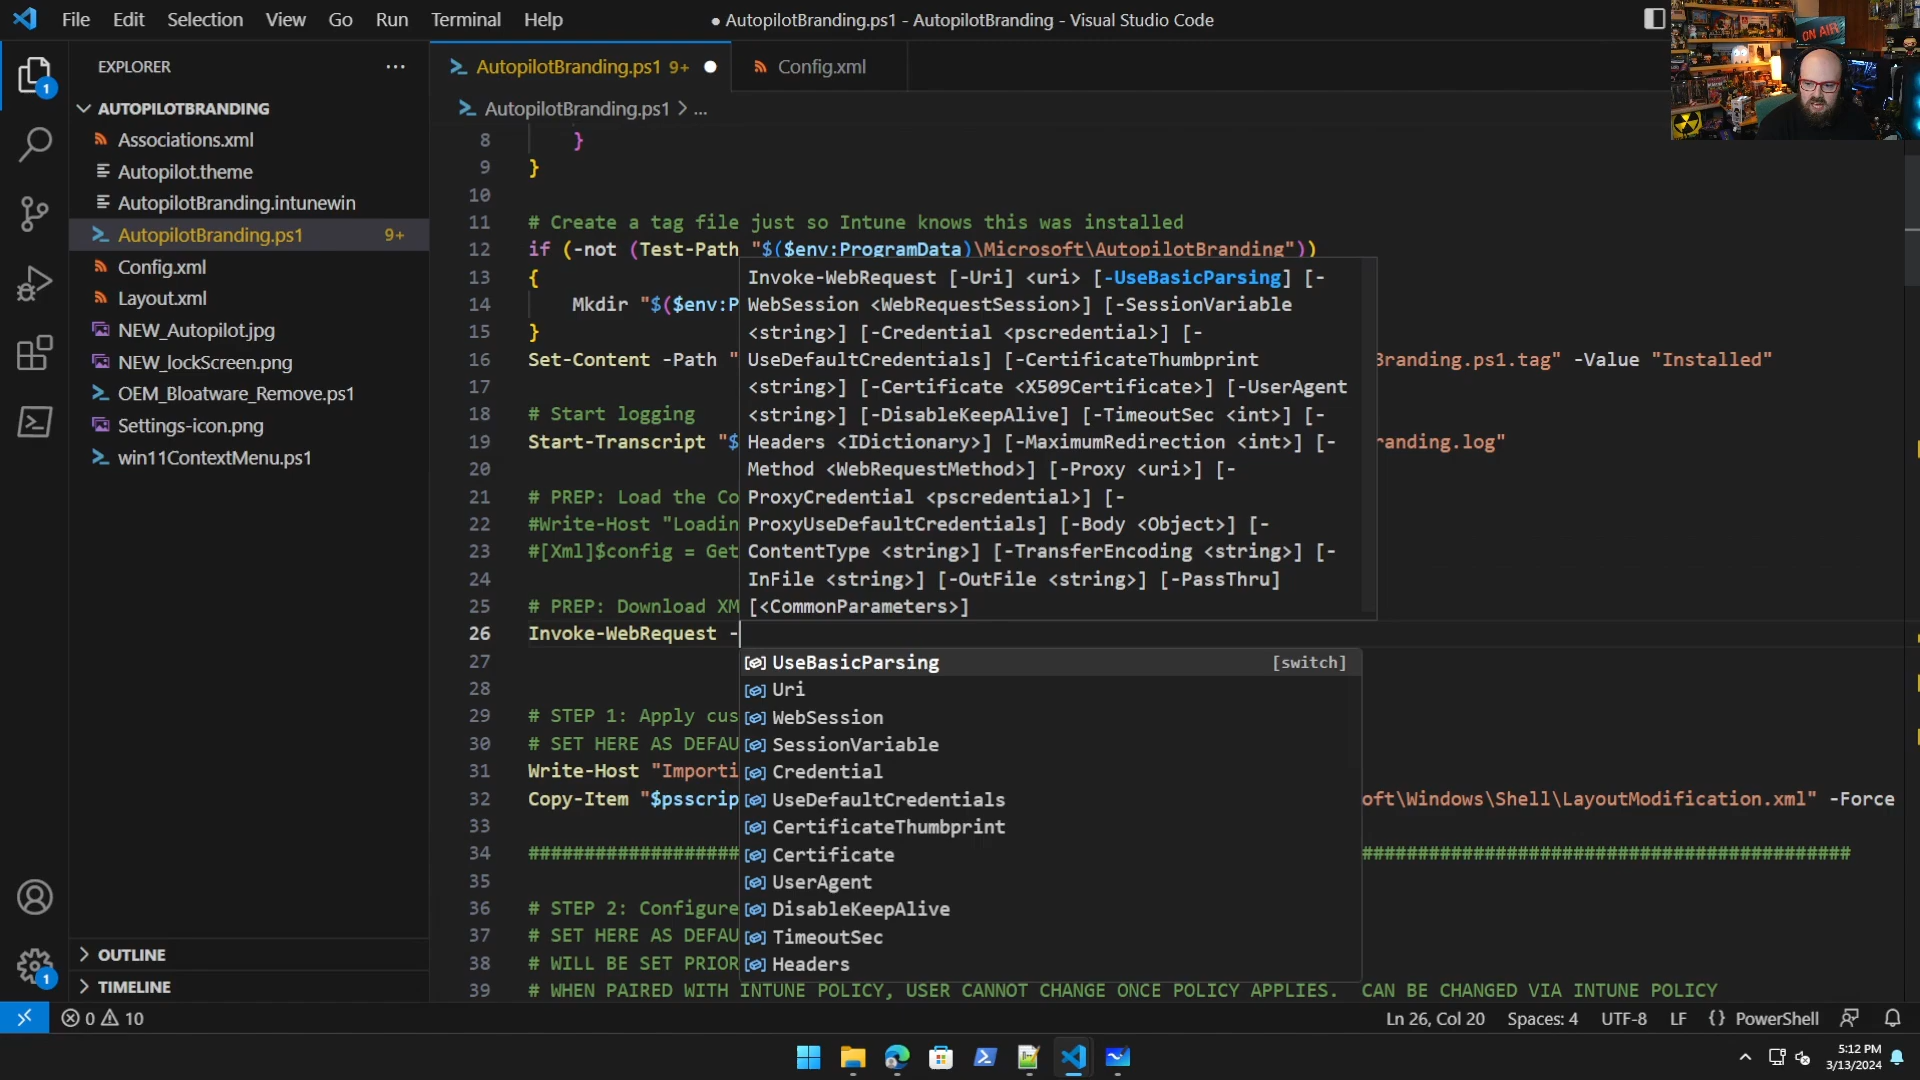 File Edit Selection View Go Run Terminal Help
● AutopilotBranding.ps1 - AutopilotBranding - Visual Studio Code
ON AIR
EXPLORER
AUTOPILOTBRANDING
Associations.xml
Autopilot.theme
AutopilotBranding.intunewin
AutopilotBranding.ps1 9+
Config.xml
Layout.xml
NEW_Autopilot.jpg
NEW_lockScreen.png
OEM_Bloatware_Remove.ps1
Settings-icon.png
win11ContextMenu.ps1
OUTLINE
TIMELINE
1
1
AutopilotBranding.ps1 9+ ●
Config.xml
AutopilotBranding.ps1 > ...
8 }
9 }
10
11 # Create a tag file just so Intune knows this was installed
12 if (-not (Test-Path "$($env:ProgramData)\Microsoft\AutopilotBranding"))
13 {
14 Mkdir "$($env:P
15 }
16 Set-Content -Path " Branding.ps1.tag" -Value "Installed"
17
18 # Start logging
19 Start-Transcript "$ randing.log"
20
21 # PREP: Load the Co
22 #Write-Host "Loadin
23 #[Xml]$config = Get
24
25 # PREP: Download XM
26 Invoke-WebRequest -
27
28
29 # STEP 1: Apply cus
30 # SET HERE AS DEFAU
31 Write-Host "Importi
32 Copy-Item "$psscrip oft\Windows\Shell\LayoutModification.xml" -Force
33
34 ################### ############################################
35
36 # STEP 2: Configure
37 # SET HERE AS DEFAU
38 # WILL BE SET PRIOR
39 # WHEN PAIRED WITH INTUNE POLICY, USER CANNOT CHANGE ONCE POLICY APPLIES. CAN BE CHANGED VIA INTUNE POLICY
Invoke-WebRequest [-Uri] <uri> [-UseBasicParsing] [-
WebSession <WebRequestSession>] [-SessionVariable
<string>] [-Credential <pscredential>] [-
UseDefaultCredentials] [-CertificateThumbprint
<string>] [-Certificate <X509Certificate>] [-UserAgent
<string>] [-DisableKeepAlive] [-TimeoutSec <int>] [-
Headers <IDictionary>] [-MaximumRedirection <int>] [-
Method <WebRequestMethod>] [-Proxy <uri>] [-
ProxyCredential <pscredential>] [-
ProxyUseDefaultCredentials] [-Body <Object>] [-
ContentType <string>] [-TransferEncoding <string>] [-
InFile <string>] [-OutFile <string>] [-PassThru]
[<CommonParameters>]
UseBasicParsing [switch]
Uri
WebSession
SessionVariable
Credential
UseDefaultCredentials
CertificateThumbprint
Certificate
UserAgent
DisableKeepAlive
TimeoutSec
Headers
0 10
Ln 26, Col 20 Spaces: 4 UTF-8 LF {} PowerShell
5:12 PM
3/13/2024